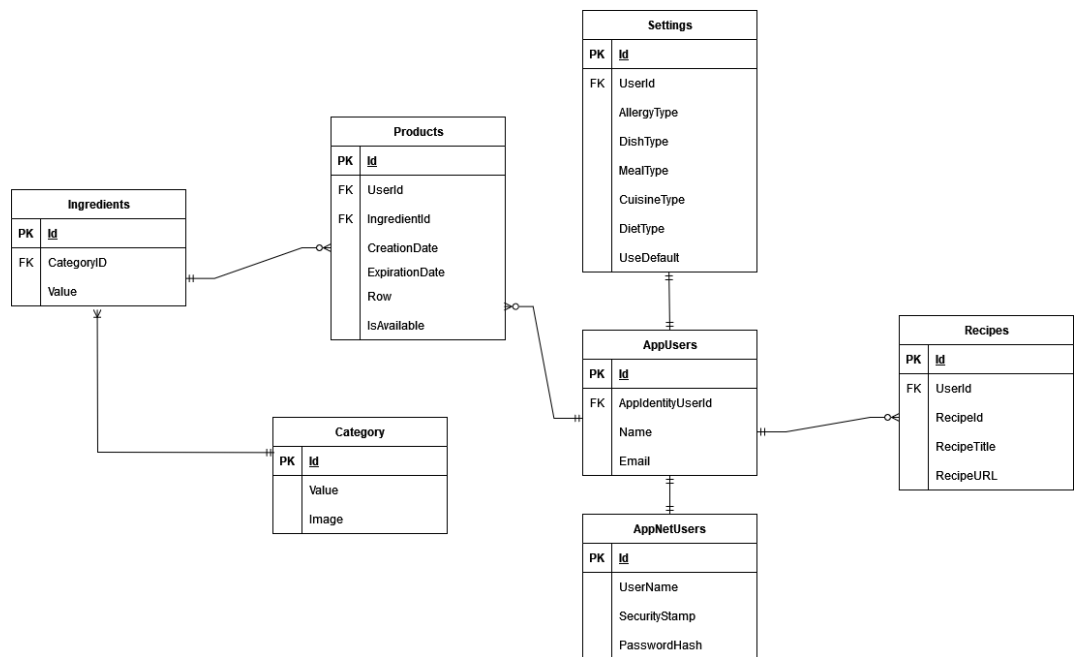 Settings
PK Id
FK UserId
AllergyType
DishType
MealType
CuisineType
DietType
UseDefault
Products
PK Id
FK UserId
FK IngredientId
CreationDate
ExpirationDate
Row
IsAvailable
Ingredients
PK Id
FK CategoryID
Value
AppUsers
PK Id
FK AppIdentityUserId
Name
Email
Recipes
PK Id
FK UserId
RecipeId
RecipeTitle
RecipeURL
Category
PK Id
Value
Image
AppNetUsers
PK Id
UserName
SecurityStamp
PasswordHash